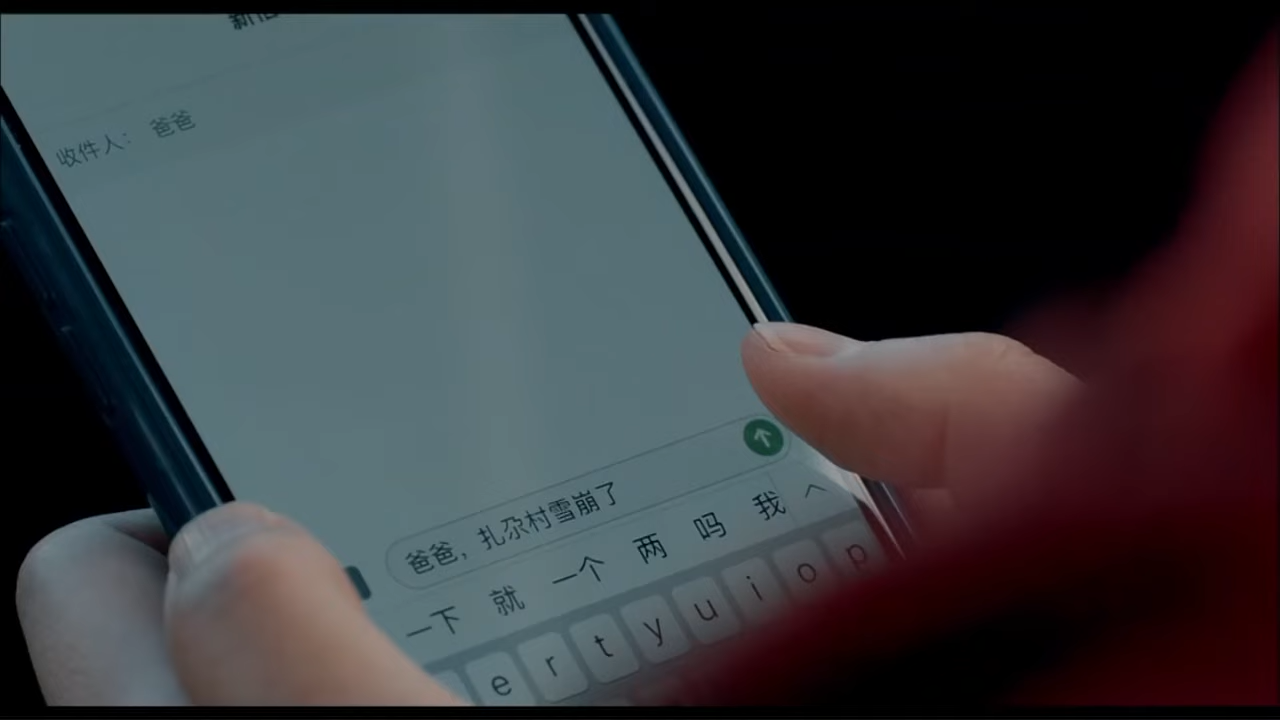 收件人: 爸爸
爸爸，扎尕村雪崩了
一下 就 一个 两 吗 我
e r t y u i o p